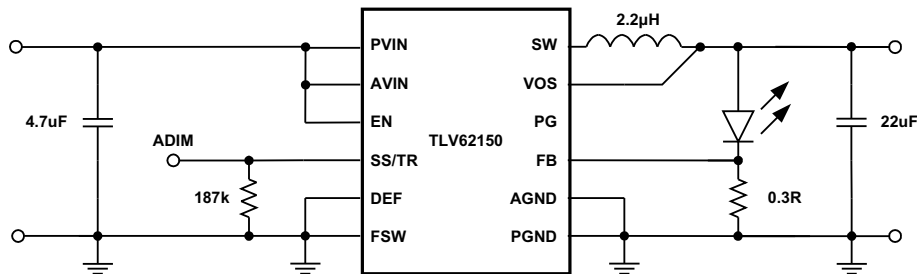 2.2µH
PVIN
SW
AVIN
VOS
4.7uF
EN
PG
22uF
TLV62150
ADIM
SS/TR
FB
187k
DEF
AGND
0.3R
FSW
PGND